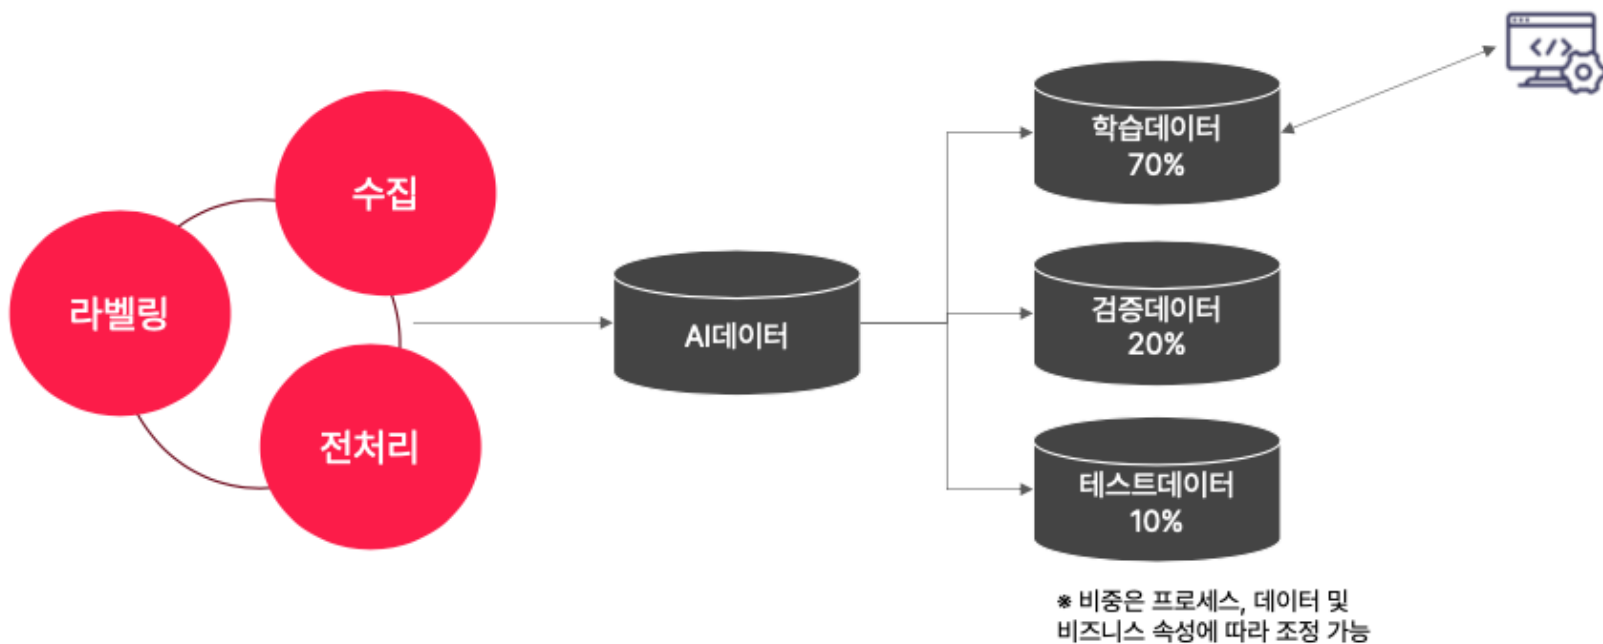 수집
라벨링
전처리
AI데이터
학습데이터
70%
검증데이터
20%
테스트데이터
10%
※ 비중은 프로세스, 데이터 및
비즈니스 속성에 따라 조정 가능